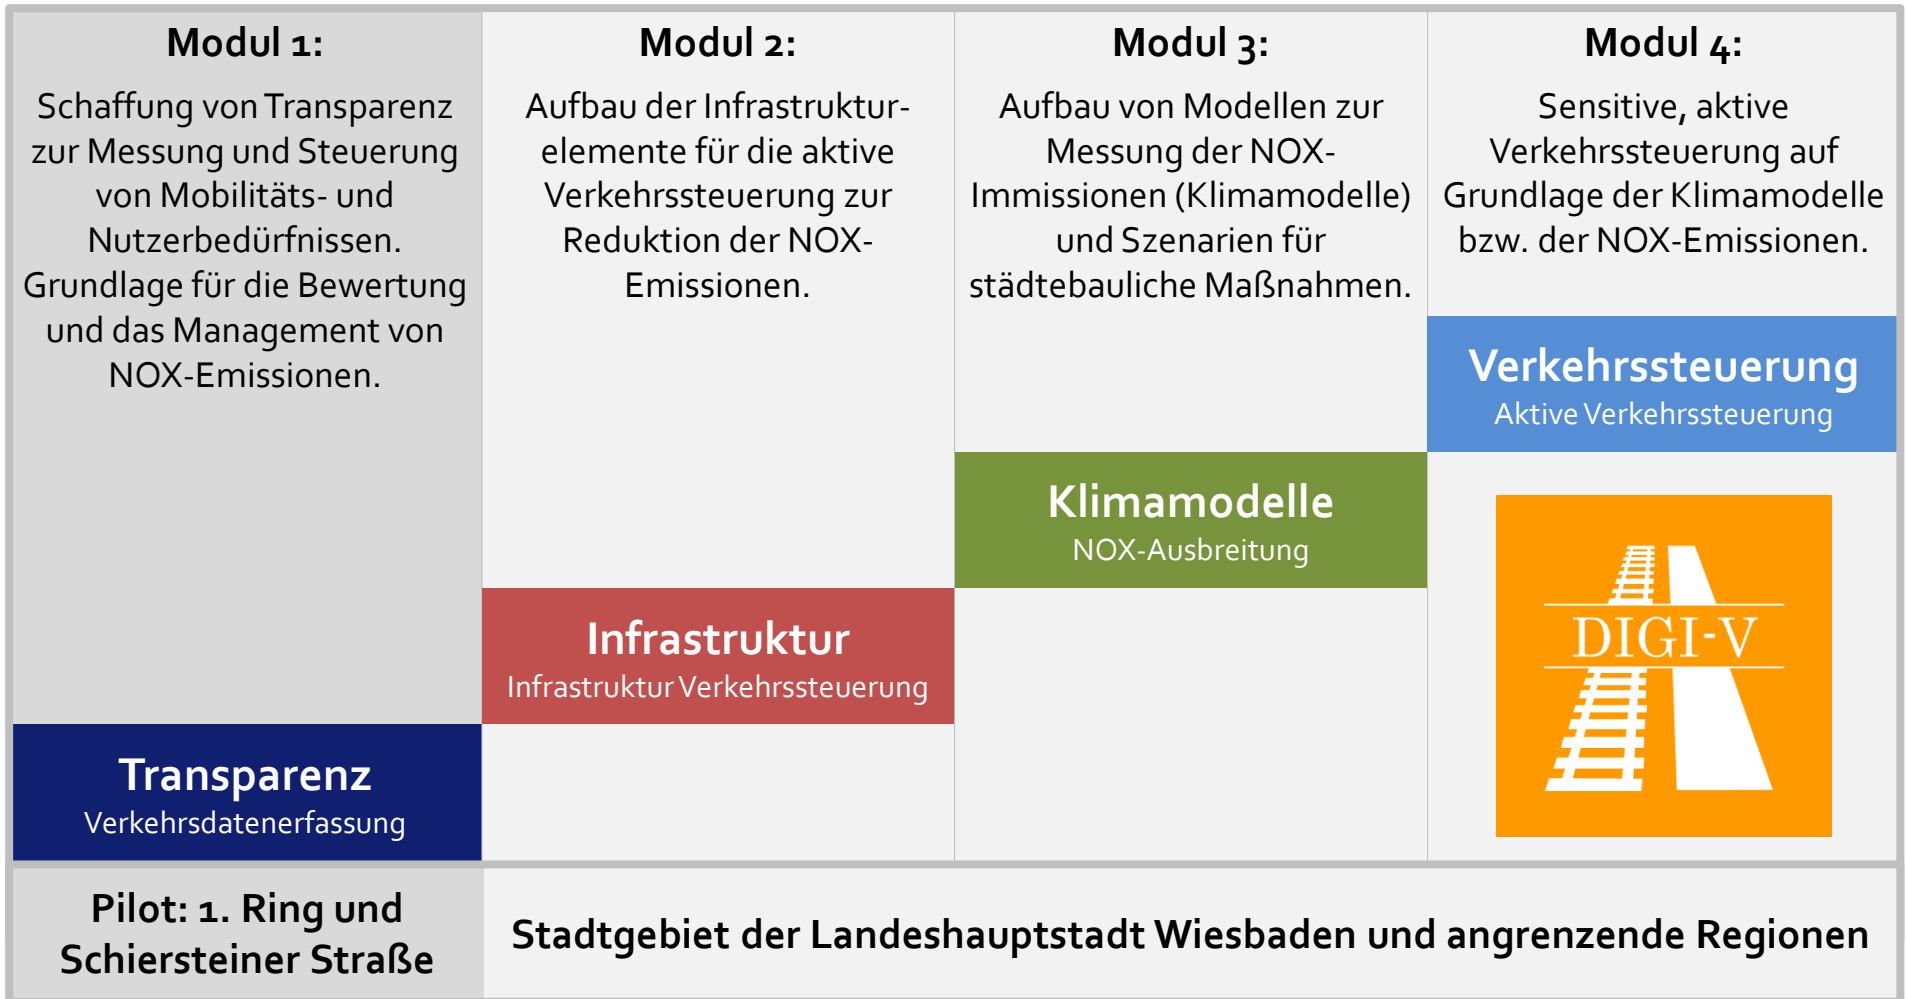 Modul 1:
Schaffung von Transparenz
zur Messung und Steuerung
von Mobilitäts- und
Nutzerbedürfnissen.
Grundlage für die Bewertung
und das Management von
NOX-Emissionen.
Transparenz
Verkehrsdatenerfassung
Pilot: 1. Ring und
Schiersteiner Straße
Modul 2:
Aufbau der Infrastruktur-
elemente für die aktive
Verkehrssteuerung zur
Reduktion der NOX-
Emissionen.
Infrastruktur
Infrastruktur Verkehrssteuerung
Modul 3:
Aufbau von Modellen zur
Messung der NOX-
Immissionen (Klimamodelle)
und Szenarien für
städtebauliche Maßnahmen.
Klimamodelle
NOX-Ausbreitung
Modul 4:
Sensitive, aktive
Verkehrssteuerung auf
Grundlage der Klimamodelle
bzw. der NOX-Emissionen.
Verkehrssteuerung
Aktive Verkehrssteuerung
DIGI-V
Stadtgebiet der Landeshauptstadt Wiesbaden und angrenzende Regionen